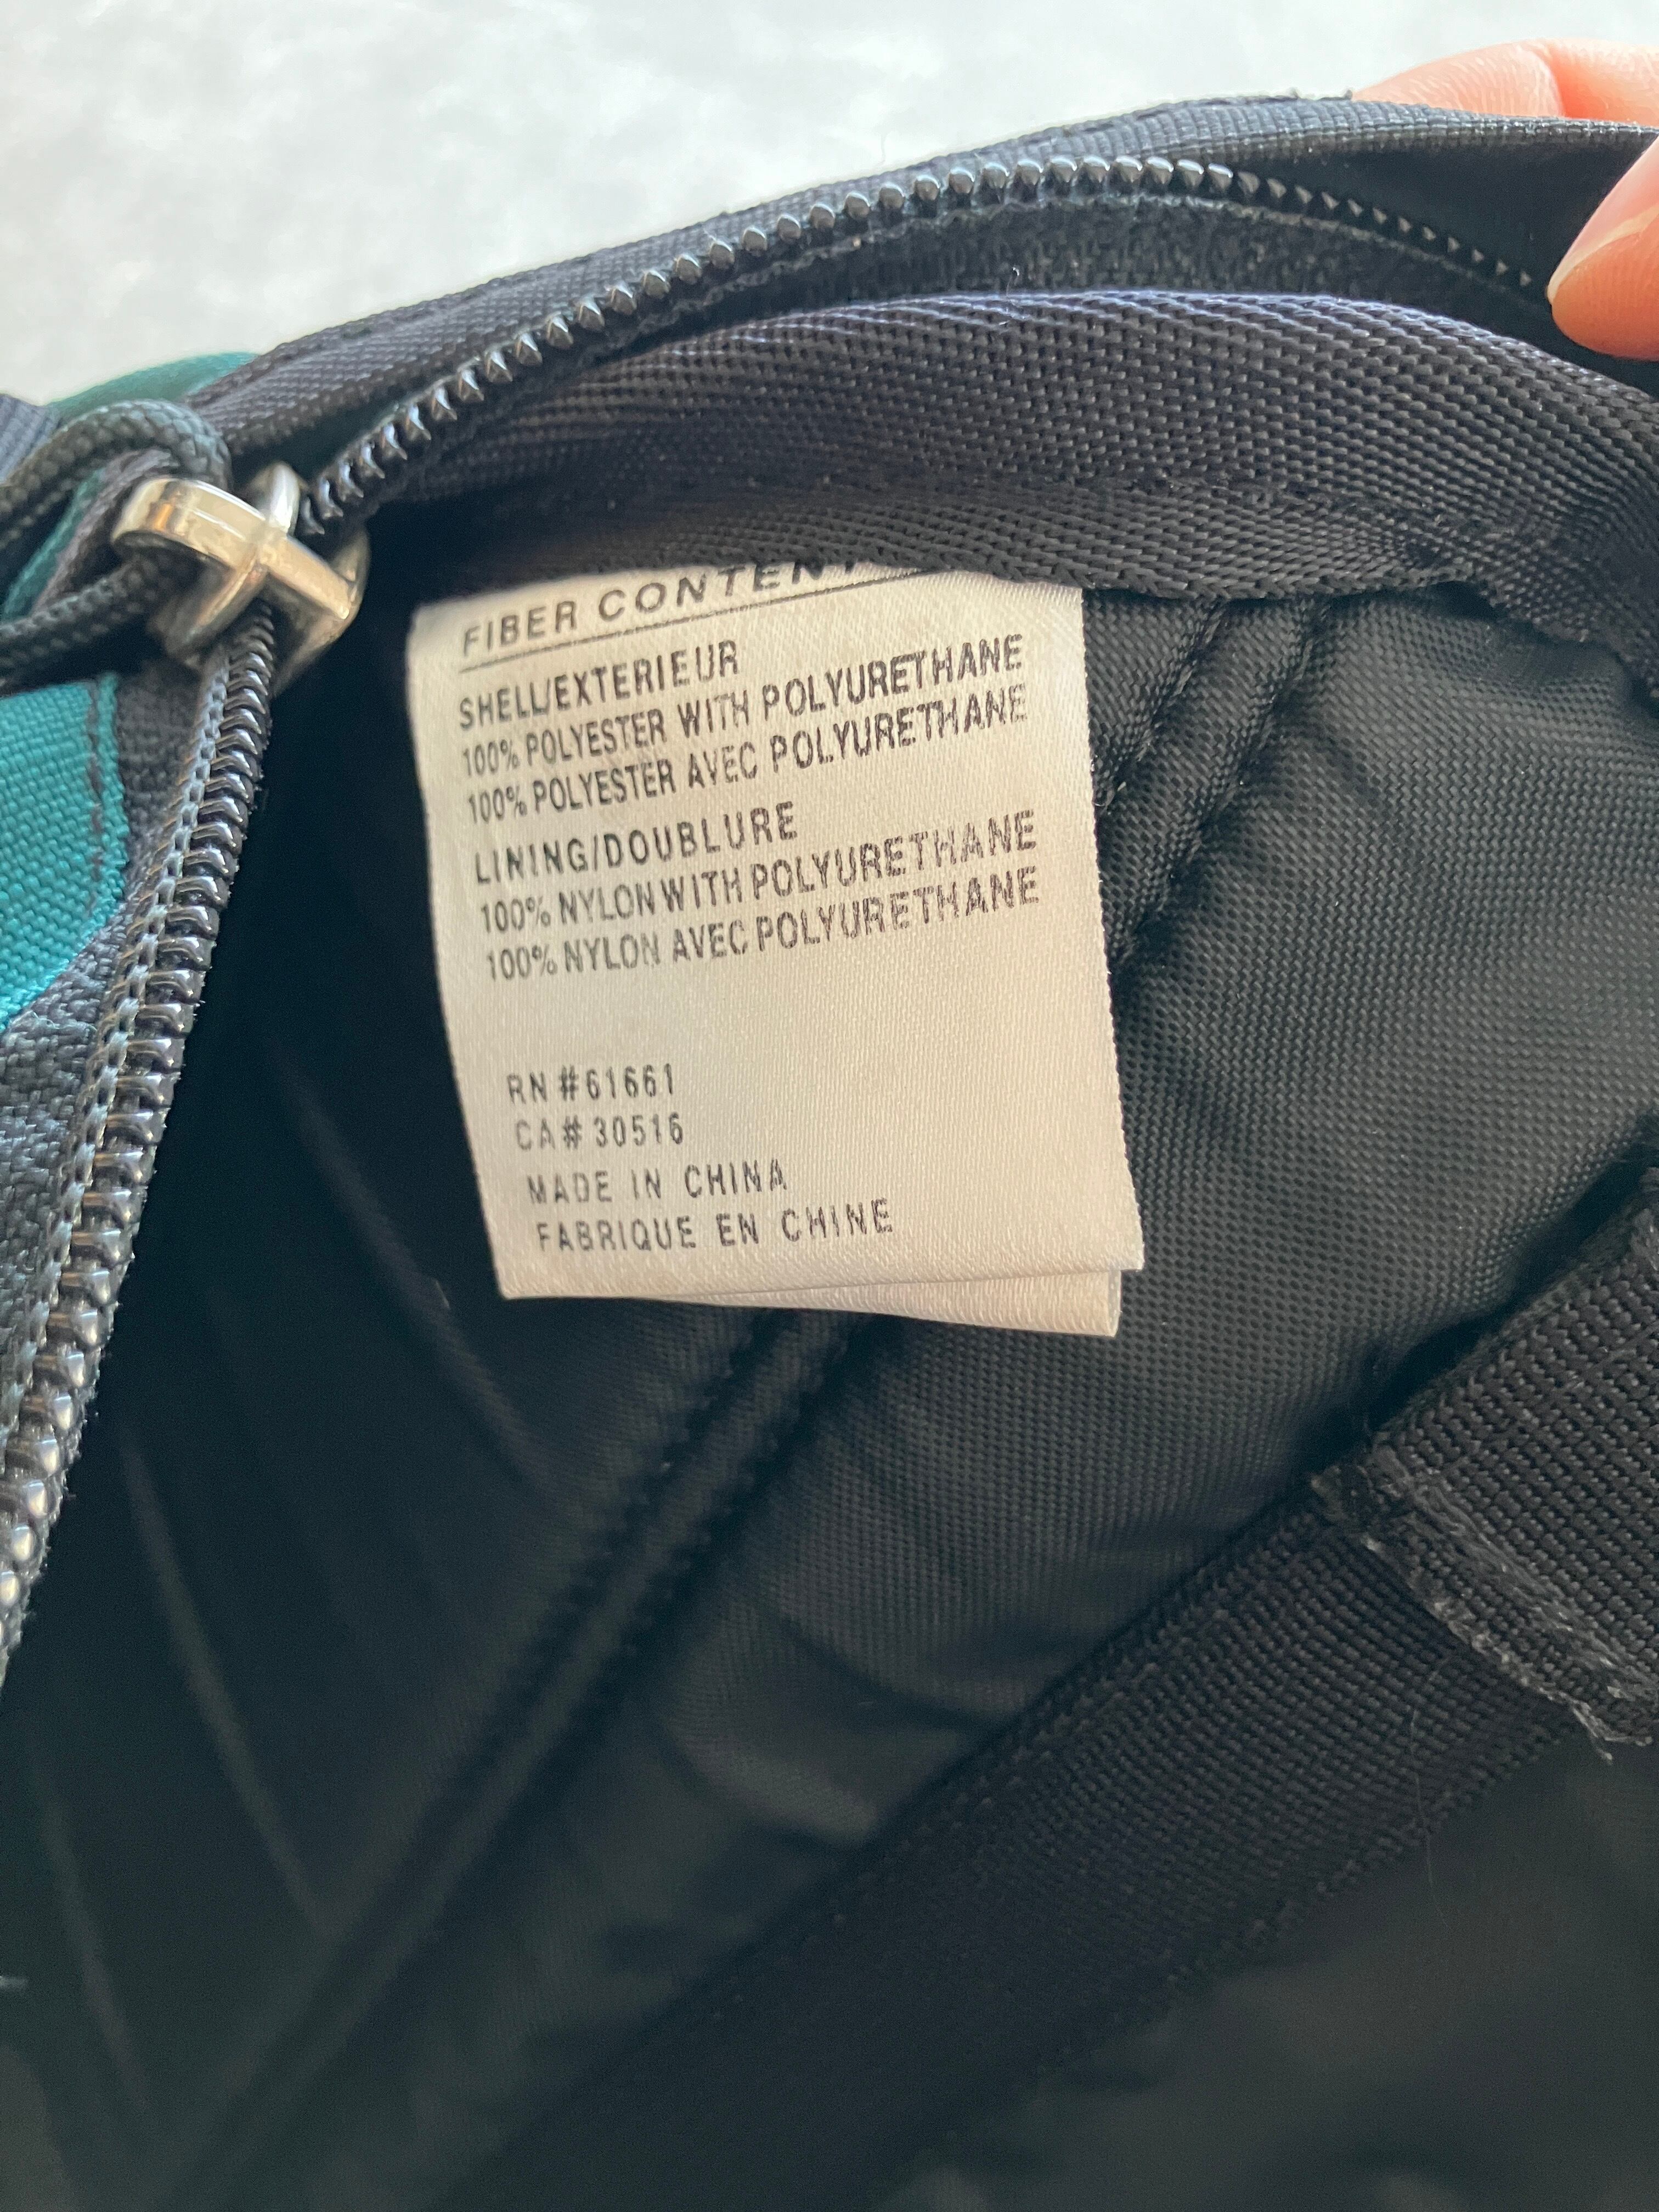 FIBER CONTENT
SHELL/EXTERIEUR
100% POLYESTER WITH POLYURETHANE
100% POLYESTER AVEC POLYURETHANE
LINING/DOUBLURE
100% NYLON WITH POLYURETHANE
100% NYLON AVEC POLYURETHANE
RN #61661
CA# 30516
MADE IN CHINA
FABRIQUE EN CHINE